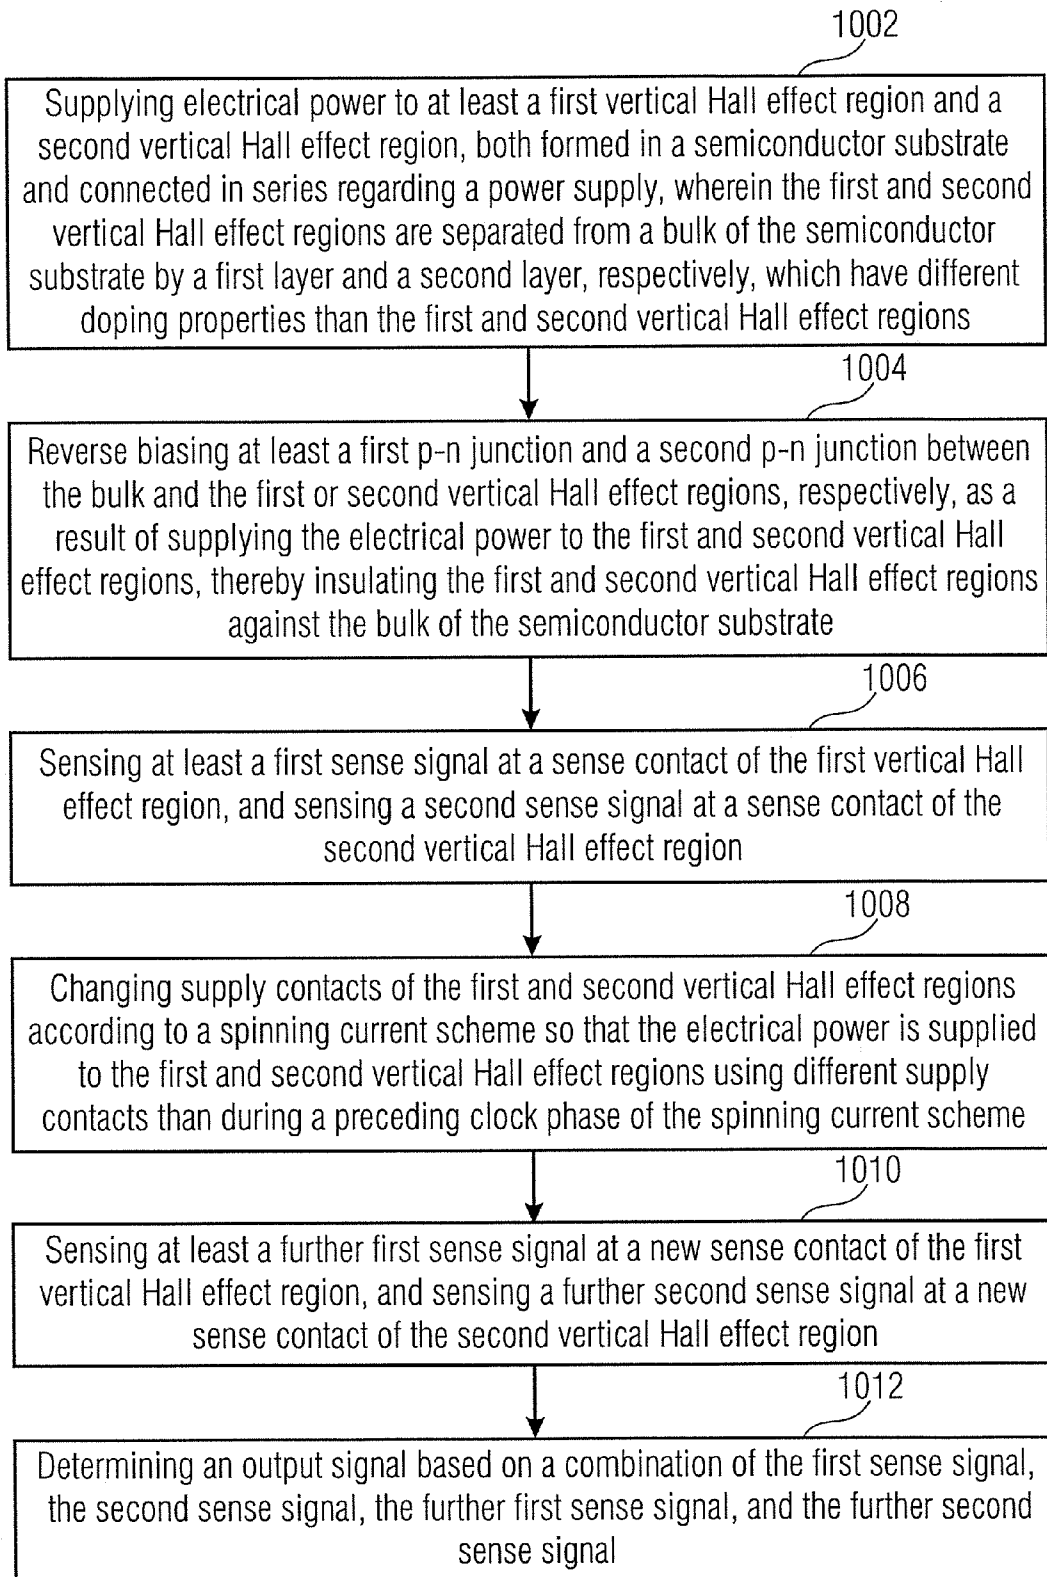 1002
Supplying electrical power to at least a first vertical Hall effect region and a
second vertical Hall effect region, both formed in a semiconductor substrate
and connected in series regarding a power supply, wherein the first and second
vertical Hall effect regions are separated from a bulk of the semiconductor
substrate by a first layer and a second layer, respectively, which have different
doping properties than the first and second vertical Hall effect regions
1004
Reverse biasing at least a first p-n junction and a second p-n junction between
the bulk and the first or second vertical Hall effect regions, respectively, as a
result of supplying the electrical power to the first and second vertical Hall
effect regions, thereby insulating the first and second vertical Hall effect regions
against the bulk of the semiconductor substrate
1006
Sensing at least a first sense signal at a sense contact of the first vertical Hall
effect region, and sensing a second sense signal at a sense contact of the
second vertical Hall effect region
1008
Changing supply contacts of the first and second vertical Hall effect regions
according to a spinning current scheme so that the electrical power is supplied
to the first and second vertical Hall effect regions using different supply
contacts than during a preceding clock phase of the spinning current scheme
1010
Sensing at least a further first sense signal at a new sense contact of the first
vertical Hall effect region, and sensing a further second sense signal at a new
sense contact of the second vertical Hall effect region
1012
Determining an output signal based on a combination of the first sense signal,
the second sense signal, the further first sense signal, and the further second
sense signal